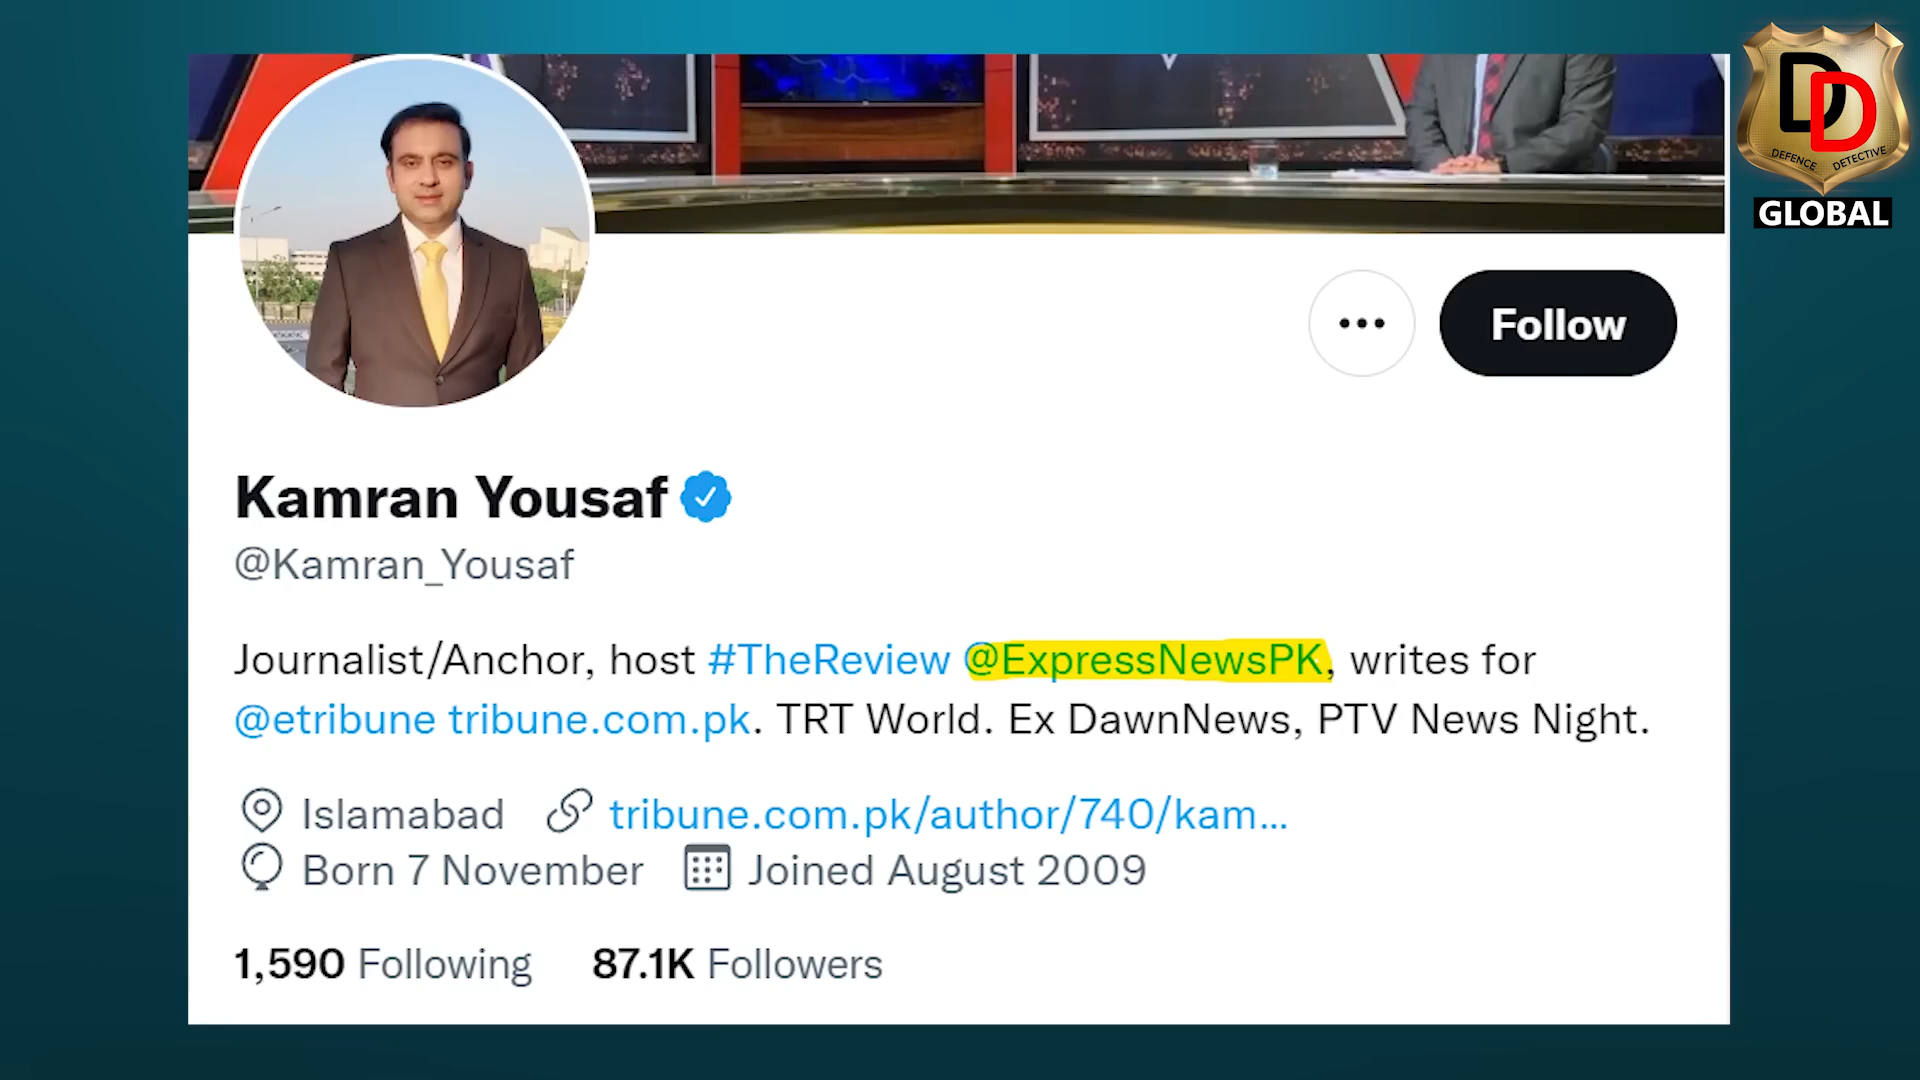 DD
DEFENCE DETECTIVE
GLOBAL
Follow
Kamran Yousaf
@Kamran_Yousaf
Journalist/Anchor, host #TheReview @ExpressNewsPK, writes for
@etribune tribune.com.pk. TRT World. Ex DawnNews, PTV News Night.
Islamabad tribune.com.pk/author/740/kam...
Born 7 November Joined August 2009
1,590 Following 87.1K Followers